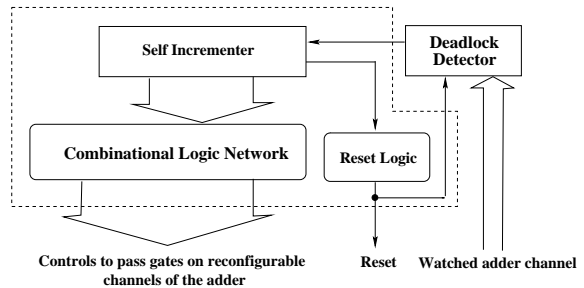 Self Incrementer
Deadlock
Detector
Combinational Logic Network
Reset Logic
Controls to pass gates on reconfigurable
channels of the adder
Reset
Watched adder channel